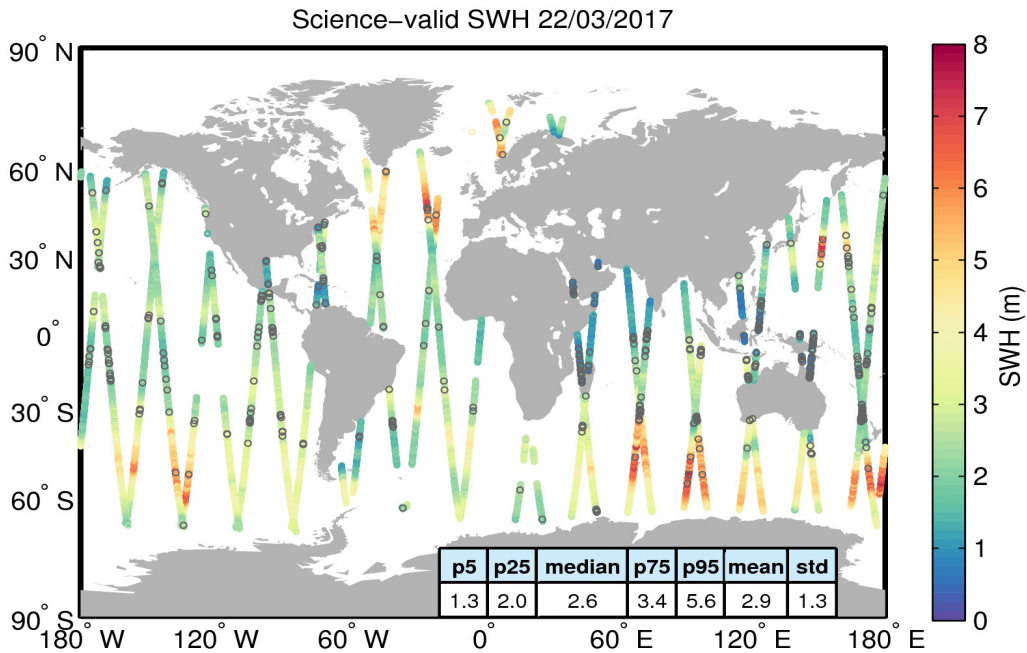 Science−valid SWH 22/03/2017
90° N
60° N
30° N
0°
30° S
60° S
90° S
180° W
120° W
60° W
0°
60° E
120° E
180° E
8
7
6
5
4
3
2
1
0
SWH (m)
p5 p25 median p75 p95 mean std
1.3 2.0 2.6 3.4 5.6 2.9 1.3